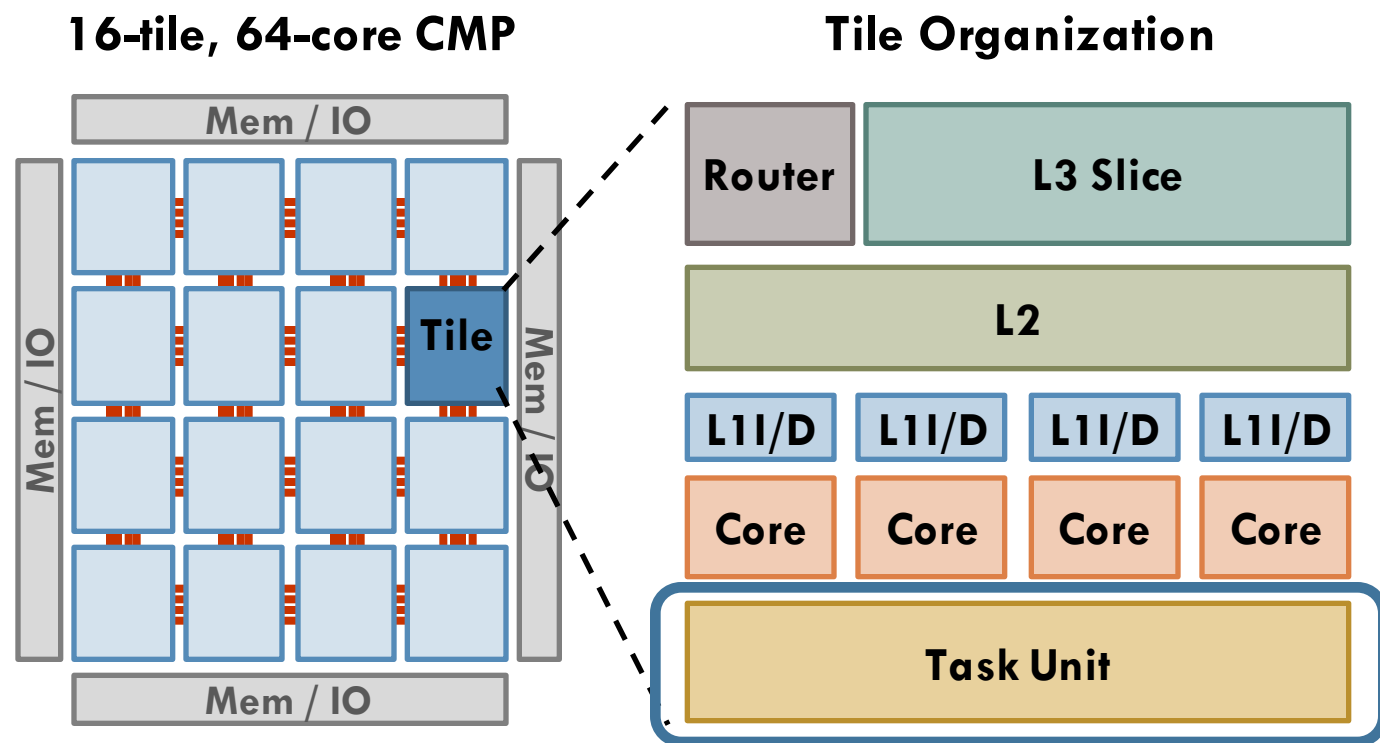 16-tile, 64-core CMP
Tile Organization
Mem / IO
Mem / IO
Tile
Mem / IO
Mem / IO
Router
L3 Slice
L2
L1I/D
L1I/D
L1I/D
L1I/D
Core
Core
Core
Core
Task Unit